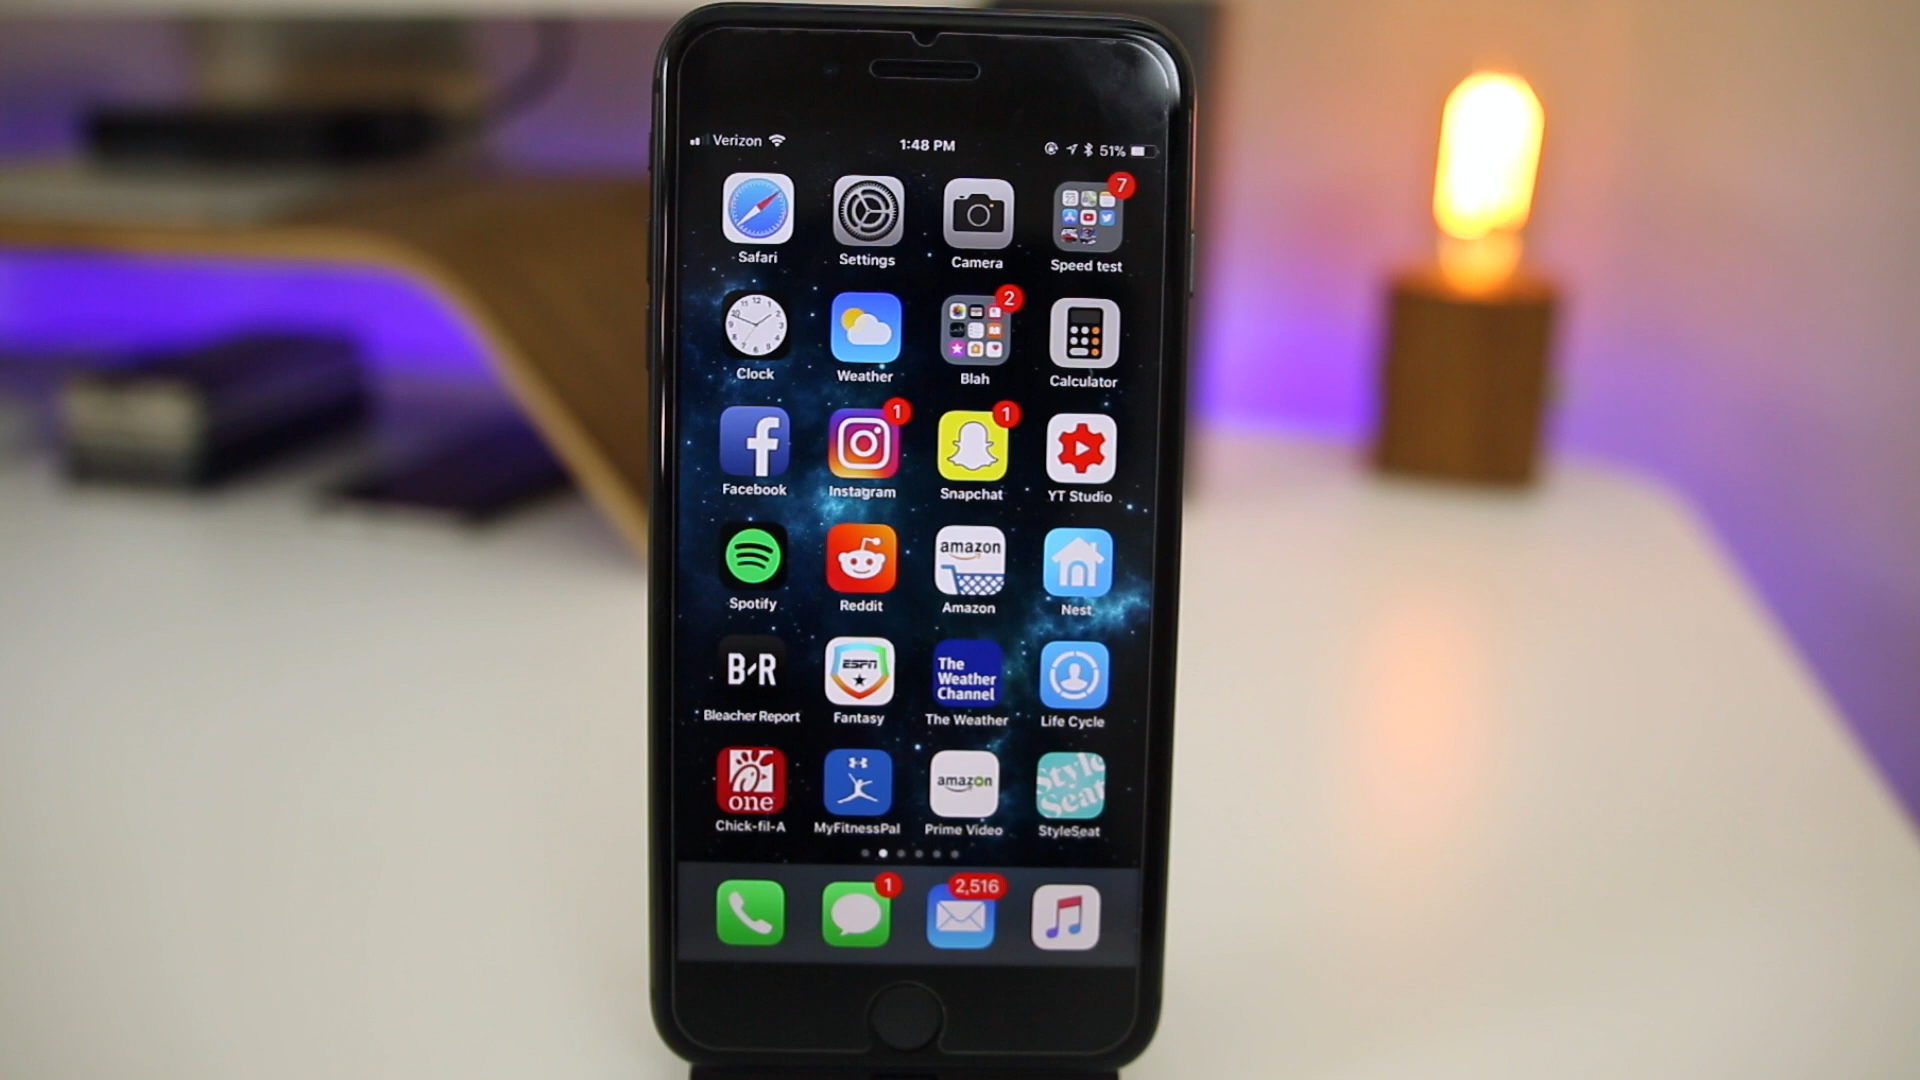 Verizon 1:48 PM 51%
7
Safari Settings Camera Speed test
2
Clock Weather Blah Calculator
1 1
Facebook Instagram Snapchat YT Studio
amazon
Spotify Reddit Amazon Nest
B/R ESPN The Weather Channel
Bleacher Report Fantasy The Weather Life Cycle
one amazon Style Seat
Chick-fil-A MyFitnessPal Prime Video StyleSeat
1 2,516